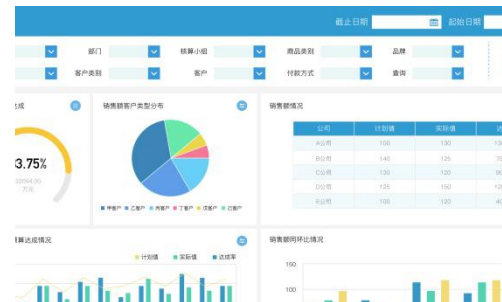 截止日期 起始日期
部门 核算小组 商品类别 品牌
客户类别 客户 付款方式 查询
达成 销售额客户类型分布 销售额情况
公司 计划值 实际值
A公司 100 130
B公司 140 125
C公司 130 120
D公司 125 150
E公司 100 120
3.75%
万元
甲客户 乙客户 丙客户 丁客户 戊客户 己客户
算达成情况 销售额同环比情况
计划值 实际值 达成率
150
100